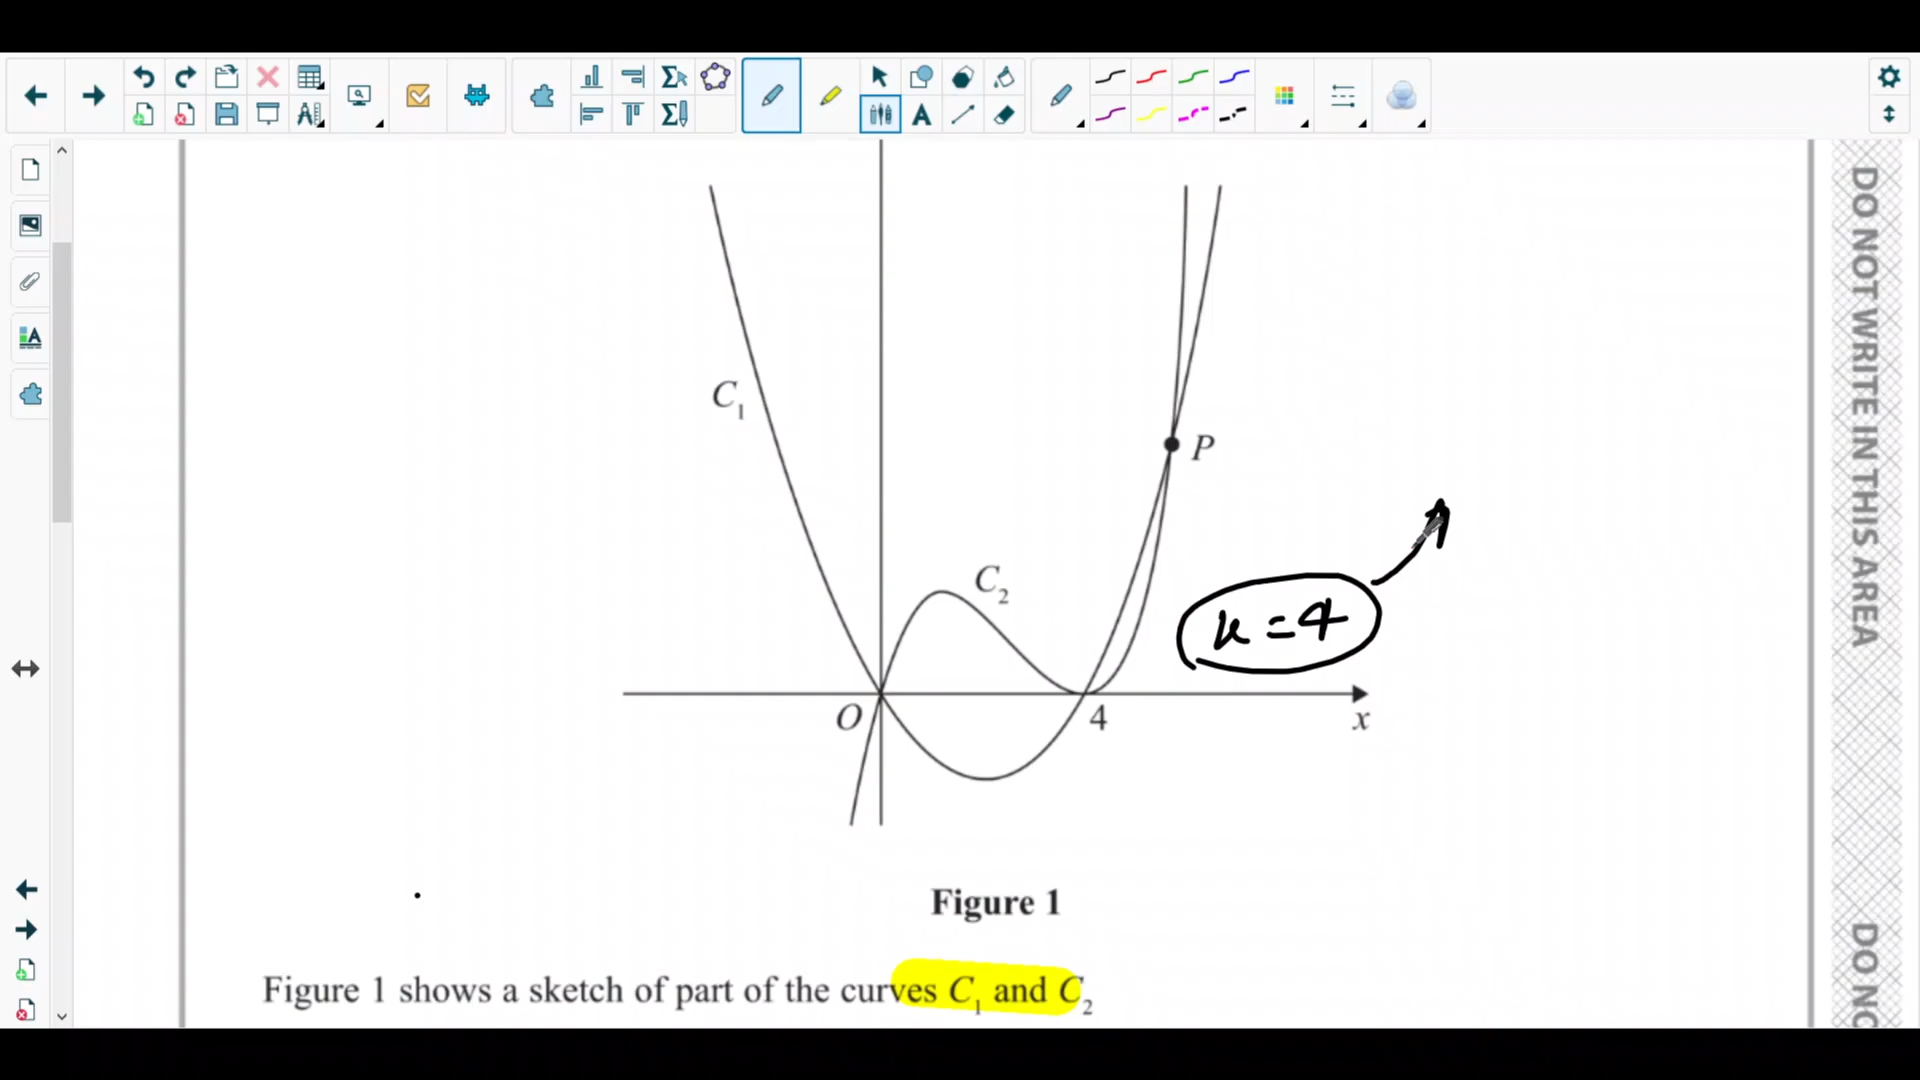 C₁
P
C₂
x = 4
O
4
x
Figure 1
Figure 1 shows a sketch of part of the curves C₁ and C₂
DO NOT WRITE IN THIS AREA
DO NO